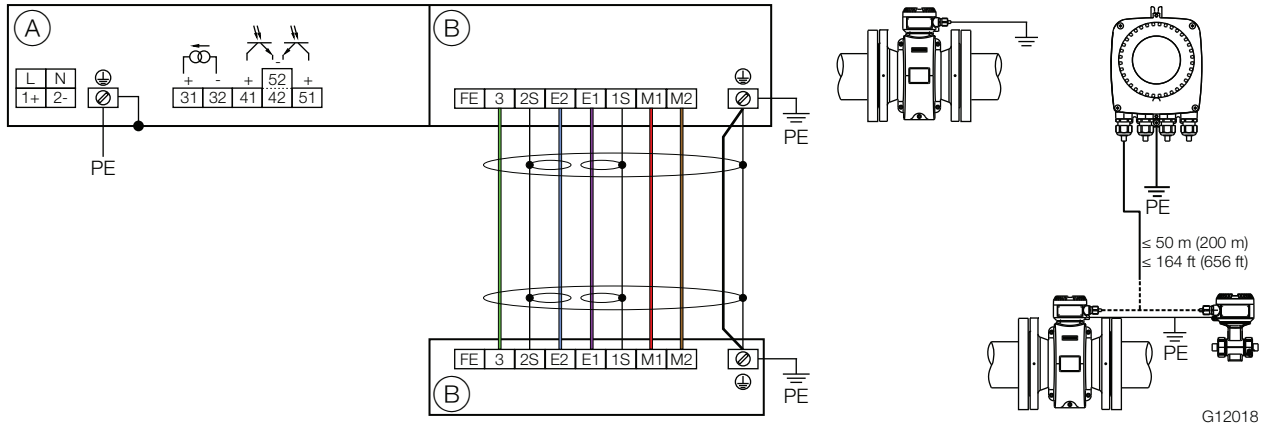 A
L N
1+ 2-
PE
+ - + - +
52
31 32 41 42 51
B
FE 3 2S E2 E1 1S M1 M2
PE
FE 3 2S E2 E1 1S M1 M2
B
PE
PE
≤ 50 m (200 m)
≤ 164 ft (656 ft)
PE
G12018